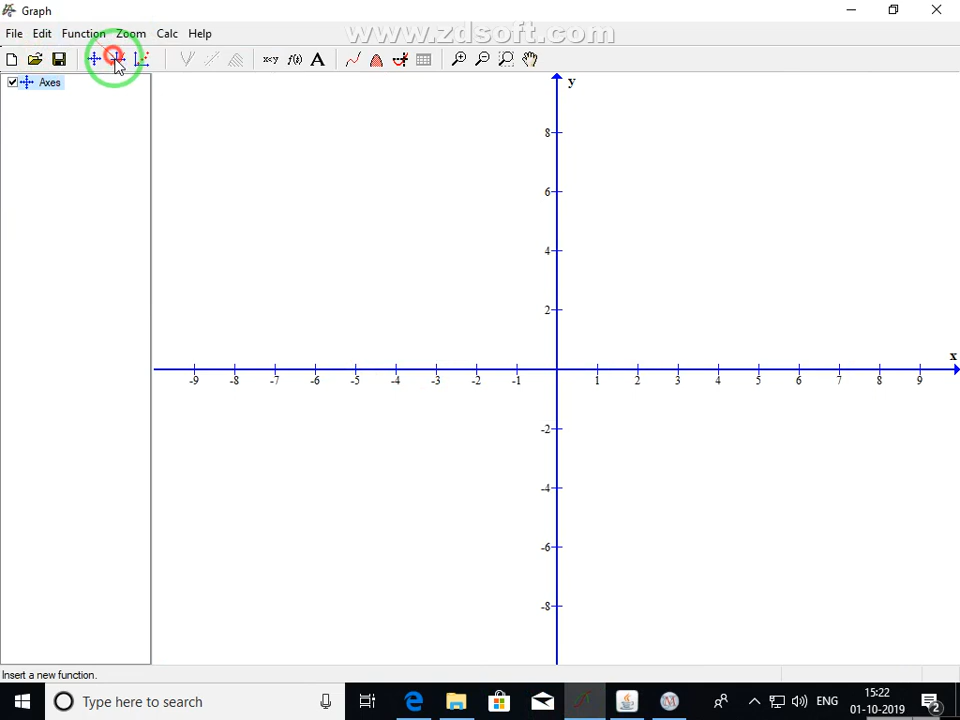 Graph
File Edit Function Zoom Calc Help
www.zdsoft.com
x<y f(i) A
Axes
y
8
6
4
2
x
-9 -8 -7 -6 -5 -4 -3 -2 -1 1 2 3 4 5 6 7 8 9
-2
-4
-6
-8
Insert a new function.
Type here to search
ENG
15:22
01-10-2019
2